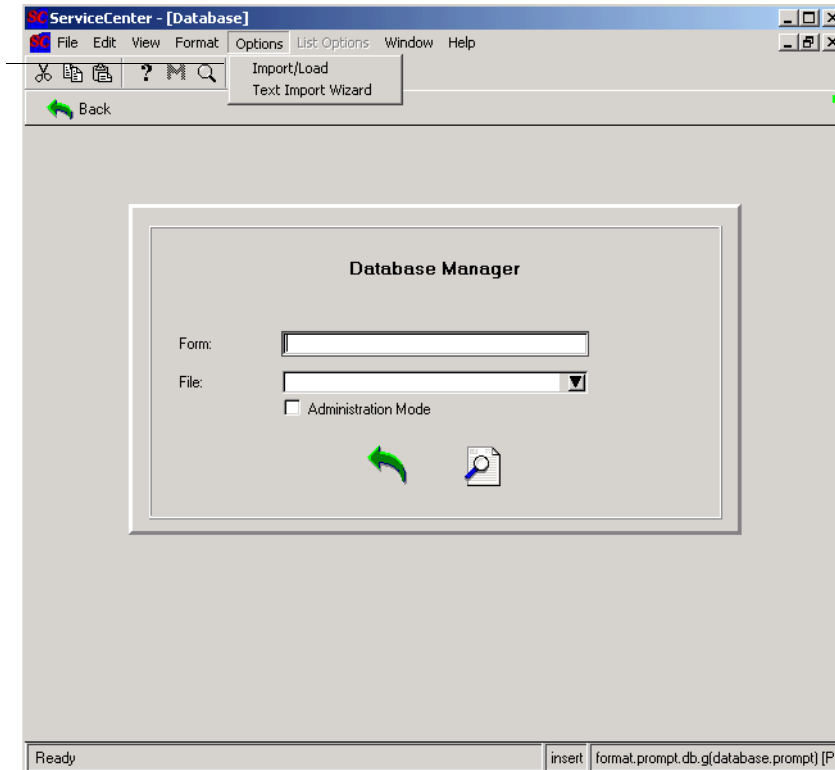 SC ServiceCenter - [Database]
SC File Edit View Format Options List Options Window Help
Import/Load
Text Import Wizard
? M
Back
Database Manager
Form:
File:
Administration Mode
Ready insert format.prompt.db.g(database.prompt) [P